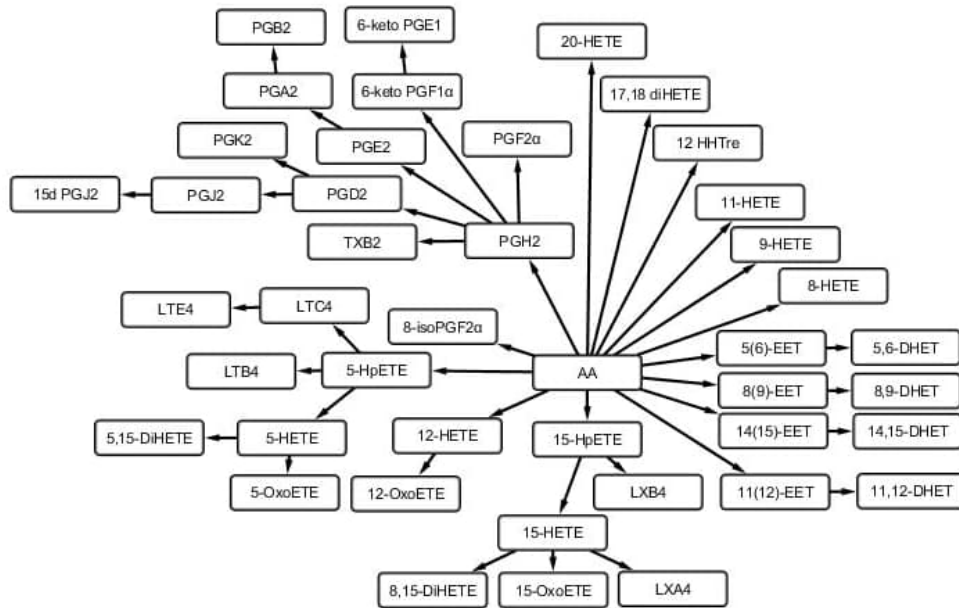 PGB2
6-keto PGE1
20-HETE
PGA2
6-keto PGF1α
17,18 diHETE
PGK2
PGE2
PGF2α
12 HHTre
15d PGJ2
PGJ2
PGD2
11-HETE
TXB2
PGH2
9-HETE
8-HETE
LTE4
LTC4
8-isoPGF2α
5(6)-EET
5,6-DHET
LTB4
5-HpETE
AA
8(9)-EET
8,9-DHET
5,15-DiHETE
5-HETE
12-HETE
15-HpETE
14(15)-EET
14,15-DHET
5-OxoETE
12-OxoETE
LXB4
11(12)-EET
11,12-DHET
15-HETE
8,15-DiHETE
15-OxoETE
LXA4